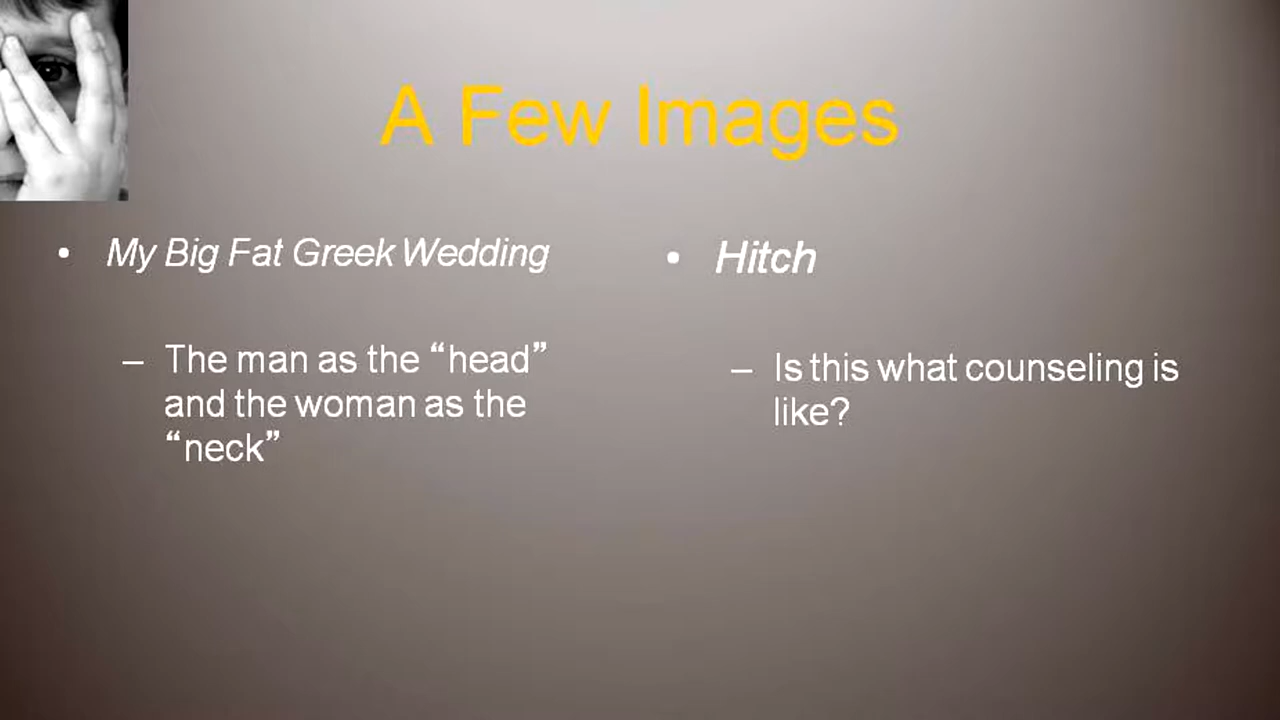 A Few Images
• My Big Fat Greek Wedding
– The man as the “head”
and the woman as the
“neck”
• Hitch
– Is this what counseling is
like?